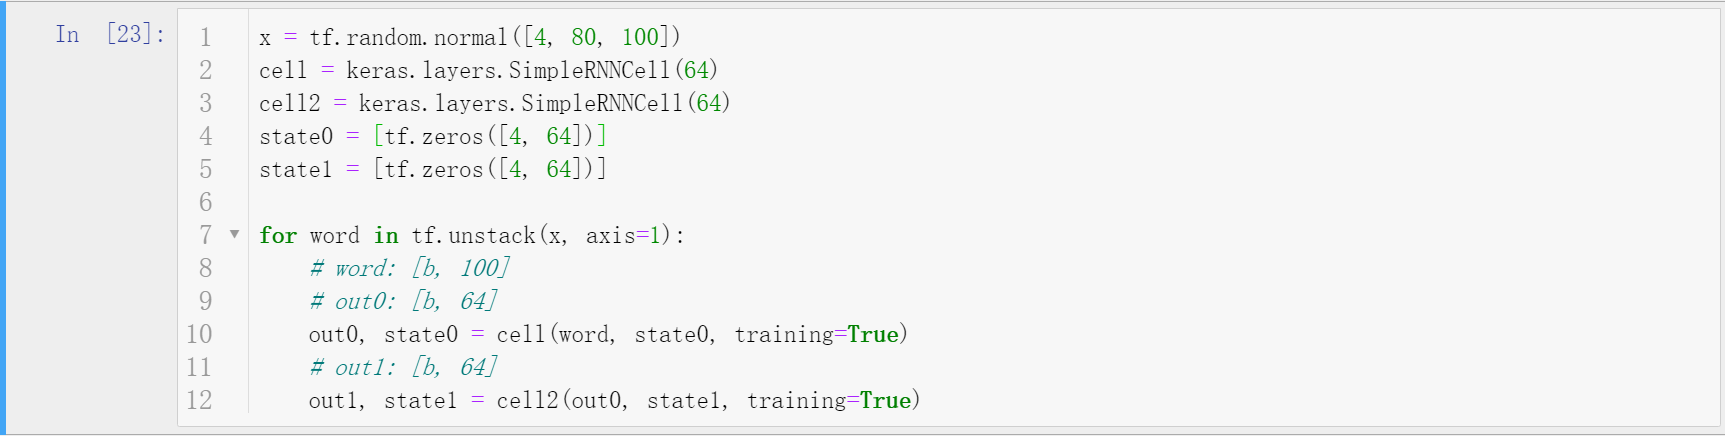 In [23]:
1 x = tf.random.normal([4, 80, 100])
2 cell = keras.layers.SimpleRNNCell(64)
3 cell2 = keras.layers.SimpleRNNCell(64)
4 state0 = [tf.zeros([4, 64])]
5 state1 = [tf.zeros([4, 64])]
6
7 for word in tf.unstack(x, axis=1):
8     # word: [b, 100]
9     # out0: [b, 64]
10     out0, state0 = cell(word, state0, training=True)
11     # out1: [b, 64]
12     out1, state1 = cell2(out0, state1, training=True)